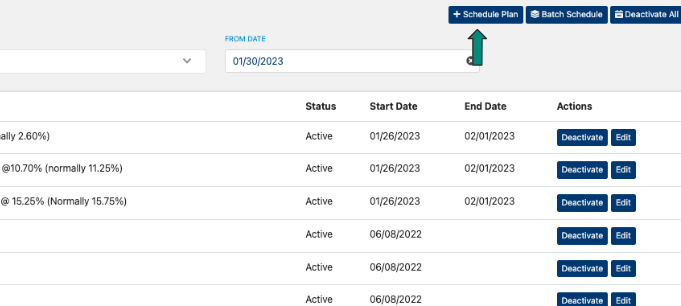 + Schedule Plan Batch Schedule Deactivate All
FROM DATE
01/30/2023
Status Start Date End Date Actions
ally 2.60%) Active 01/26/2023 02/01/2023 Deactivate Edit
@10.70% (normally 11.25%) Active 01/26/2023 02/01/2023 Deactivate Edit
@ 15.25% (Normally 15.75%) Active 01/26/2023 02/01/2023 Deactivate Edit
Active 06/08/2022 Deactivate Edit
Active 06/08/2022 Deactivate Edit
Active 06/08/2022 Deactivate Edit